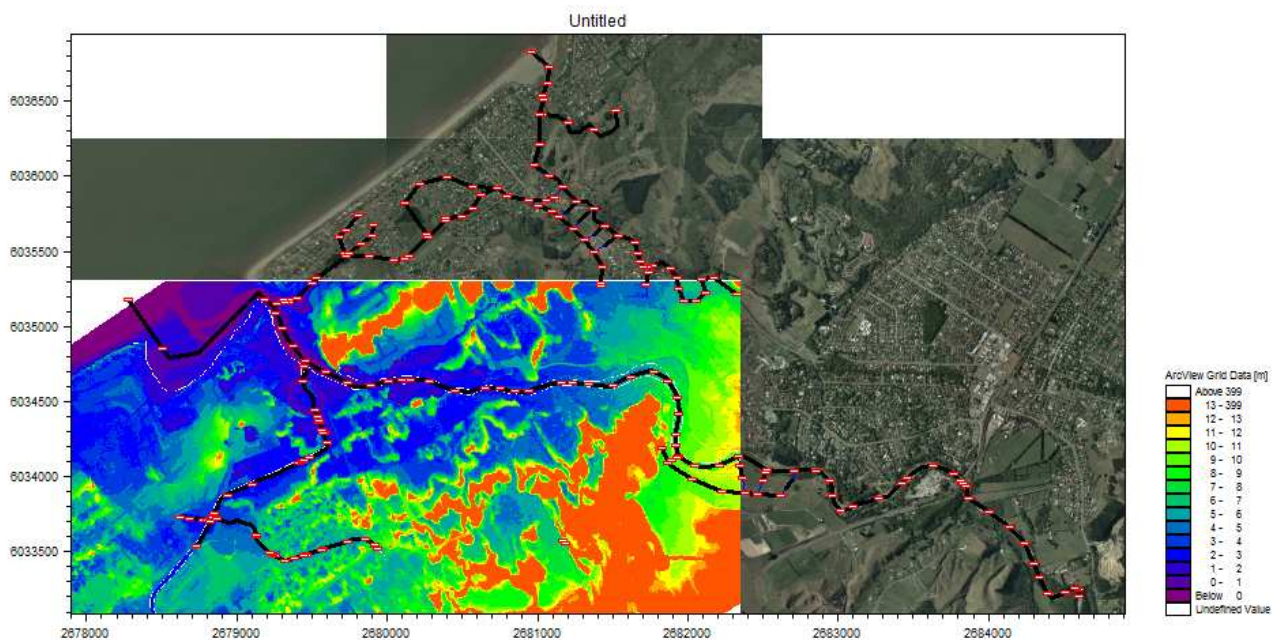 Untitled
6036500
6036000
6035500
6035000
6034500
6034000
6033500
2678000 2679000 2680000 2681000 2682000 2683000 2684000
ArcView Grid Data [m]
Above 399
13 - 399
12 - 13
11 - 12
10 - 11
9 - 10
8 - 9
7 - 8
6 - 7
5 - 6
4 - 5
3 - 4
2 - 3
1 - 2
0 - 1
Below 0
Undefined Value